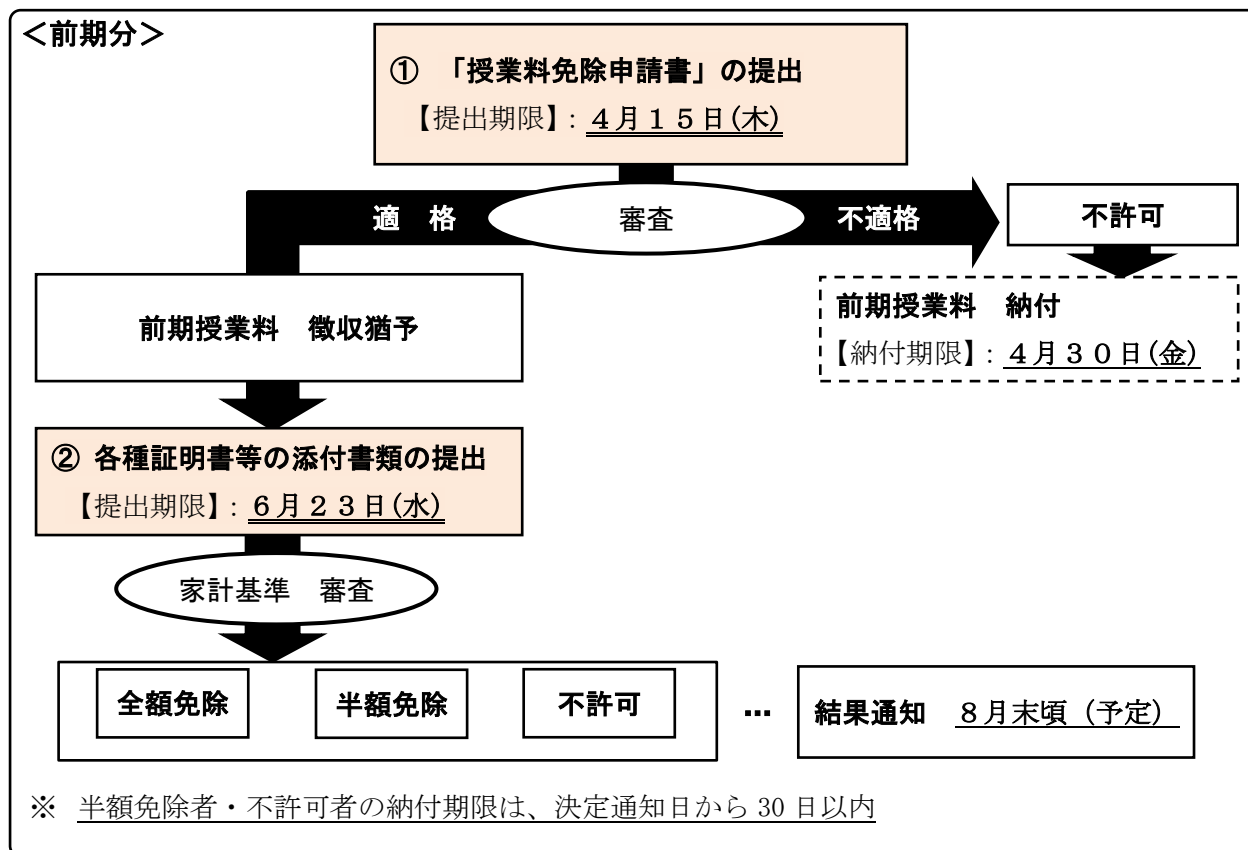 ＜前期分＞
① 「授業料免除申請書」の提出
【提出期限】：４月１５日(木)
適 格
審査
不適格
不許可
前期授業料 徴収猶予
前期授業料 納付
【納付期限】：４月３０日(金)
② 各種証明書等の添付書類の提出
【提出期限】：６月２３日(水)
家計基準 審査
全額免除
半額免除
不許可
…
結果通知 ８月末頃（予定）
※ 半額免除者・不許可者の納付期限は、決定通知日から 30 日以内